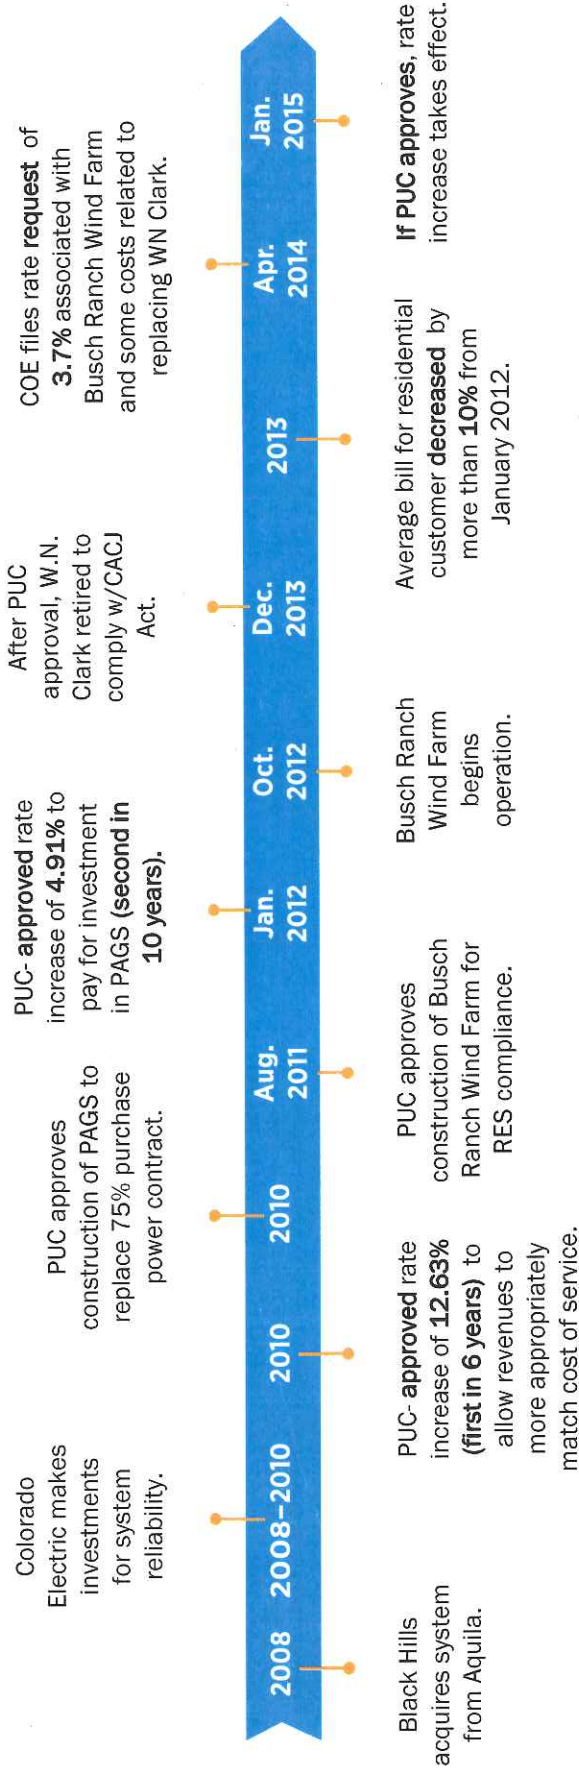 2008
Black Hills
acquires system
from Aquila.
2008–2010
Colorado
Electric makes
investments
for system
reliability.
2010
PUC- approved rate
increase of 12.63%
(first in 6 years) to
allow revenues to
more appropriately
match cost of service.
2010
PUC approves
construction of PAGS to
replace 75% purchase
power contract.
Aug.
2011
PUC approves
construction of Busch
Ranch Wind Farm for
RES compliance.
Jan.
2012
PUC- approved rate
increase of 4.91% to
pay for investment
in PAGS (second in
10 years).
Oct.
2012
Busch Ranch
Wind Farm
begins
operation.
Dec.
2013
After PUC
approval, W.N.
Clark retired to
comply w/CACJ
Act.
2013
Average bill for residential
customer decreased by
more than 10% from
January 2012.
Apr.
2014
COE files rate request of
3.7% associated with
Busch Ranch Wind Farm
and some costs related to
replacing WN Clark.
Jan.
2015
If PUC approves, rate
increase takes effect.